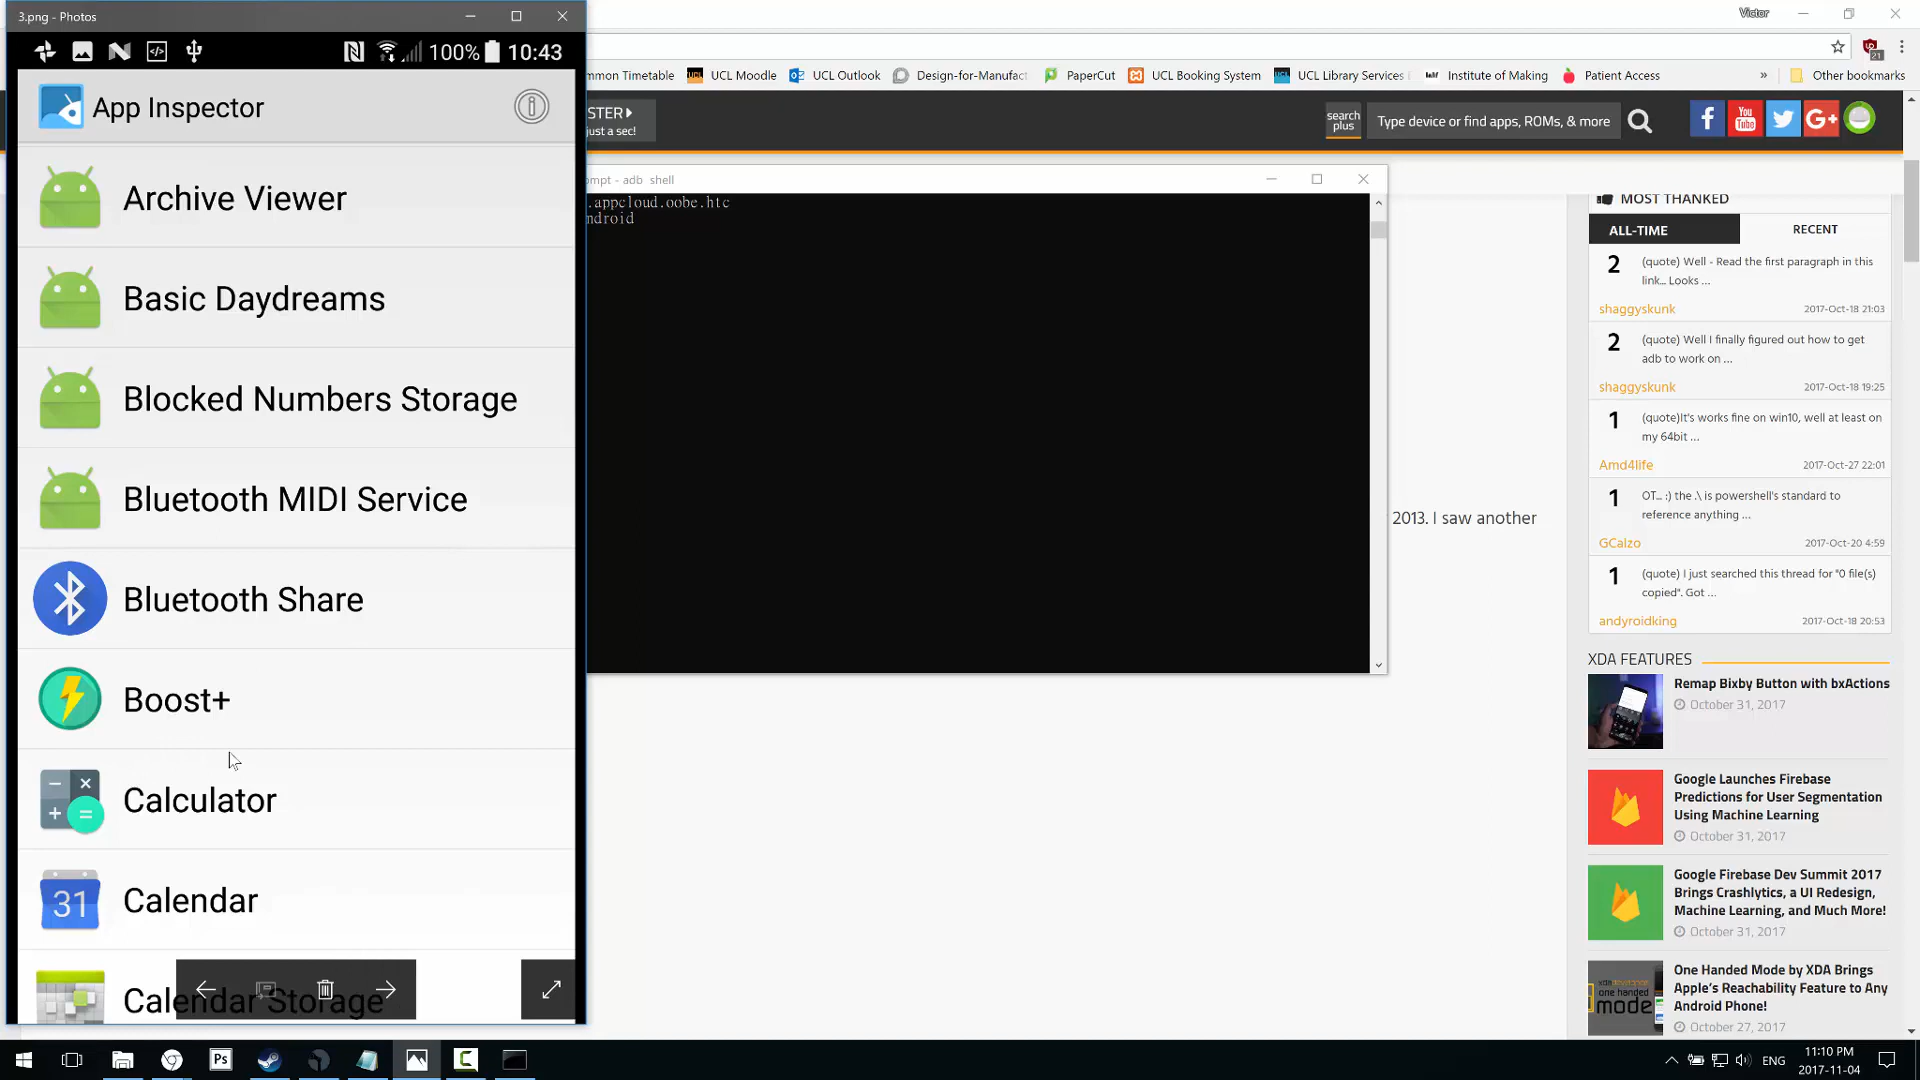 3.png - Photos
100% 10:43
App Inspector
Archive Viewer
Basic Daydreams
Blocked Numbers Storage
Bluetooth MIDI Service
Bluetooth Share
Boost+
Calculator
31 Calendar
Calendar Storage
Victor
21
mmon Timetable UCL Moodle UCL Outlook Design-for-Manufact PaperCut UCL Booking System UCL Library Services Institute of Making Patient Access » Other bookmarks
STER
just a sec!
search
plus
Type device or find apps, ROMs, & more
You
Tube
G+
ompt - adb shell
.appcloud.oobe.htc
ndroid
2013. I saw another
MOST THANKED
ALL-TIME RECENT
2 (quote) Well - Read the first paragraph in this
link... Looks ...
shaggyskunk 2017-Oct-18 21:03
2 (quote) Well I finally figured out how to get
adb to work on ...
shaggyskunk 2017-Oct-18 19:25
1 (quote)It's works fine on win10, well at least on
my 64bit ...
Amd4life 2017-Oct-27 22:01
1 OT... :) the .\ is powershell's standard to
reference anything ...
GCalzo 2017-Oct-20 4:59
1 (quote) I just searched this thread for "0 file(s)
copied". Got ...
andyroidking 2017-Oct-18 20:53
XDA FEATURES
Remap Bixby Button with bxActions
October 31, 2017
Google Launches Firebase
Predictions for User Segmentation
Using Machine Learning
October 31, 2017
Google Firebase Dev Summit 2017
Brings Crashlytics, a UI Redesign,
Machine Learning, and Much More!
October 31, 2017
One Handed Mode by XDA Brings
Apple's Reachability Feature to Any
Android Phone!
October 27, 2017
one handed
mode
Ps
ENG
11:10 PM
2017-11-04